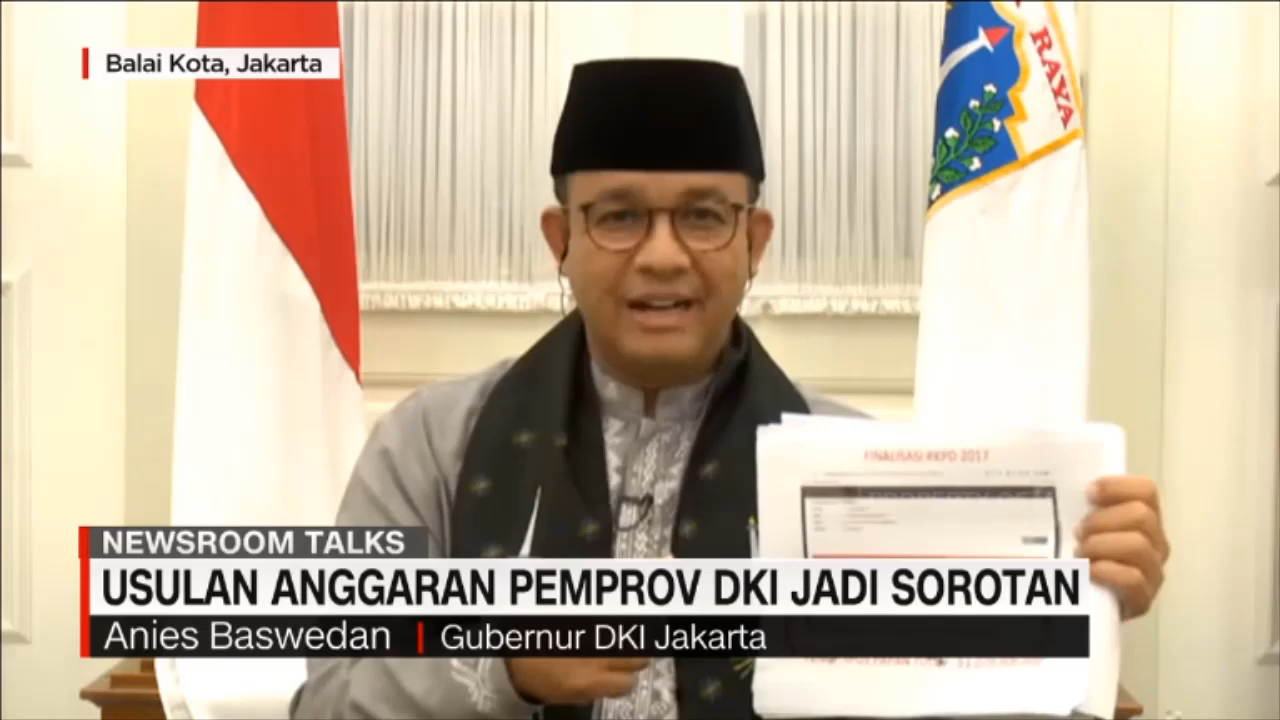 Balai Kota, Jakarta
RAYA
FINALISASI RKPD 2017
NEWSROOM TALKS
USULAN ANGGARAN PEMPROV DKI JADI SOROTAN
Anies Baswedan | Gubernur DKI Jakarta